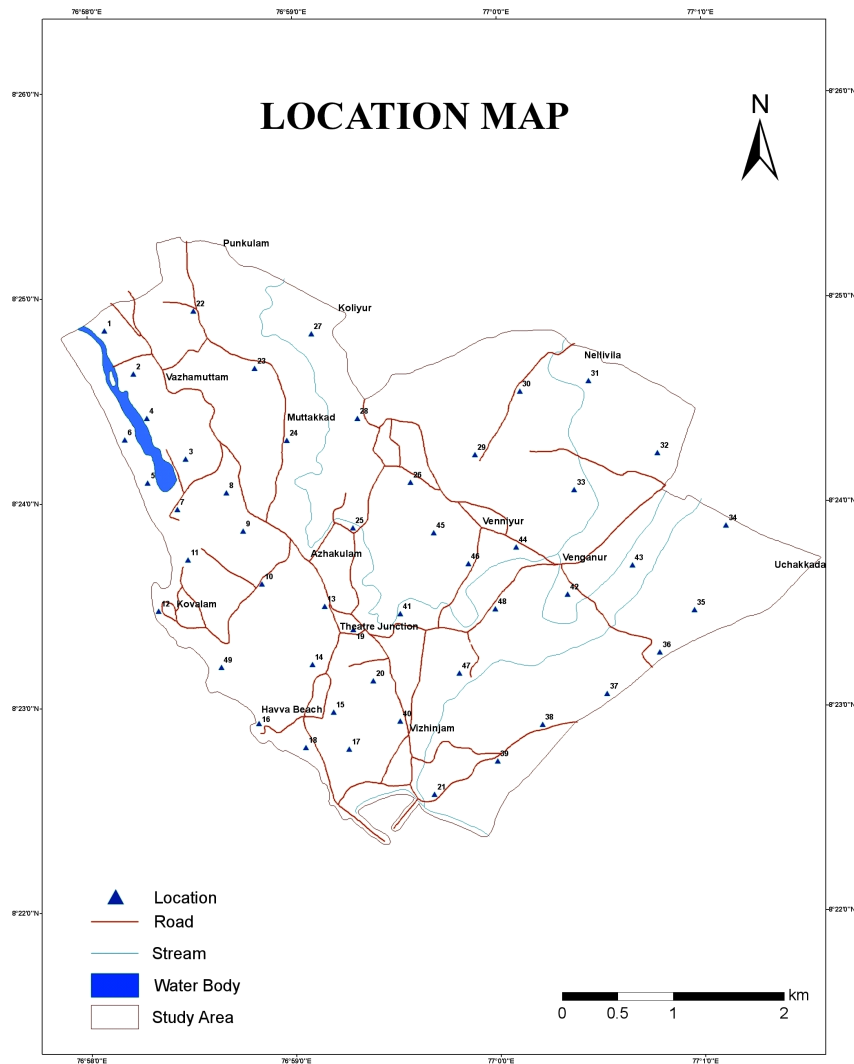 76°58'0"E 76°59'0"E 77°0'0"E 77°1'0"E
8°26'0"N 8°26'0"N
LOCATION MAP
N
Punkulam
8°25'0"N 8°25'0"N
22
Koliyur
1 27
Nellivila
2 23 31
Vazhamuttam 30
4 Muttakkad 28
6 24 32
3 29
5 8 26 33
8°24'0"N 8°24'0"N
7
9 25 45 Venniyur 34
Azhakulam 44
11 46 Venganur 43 Uchakkada
10 42
12 Kovalam 13 41 48 35
Theatre Junction
19
49 14 47 36
20 37
8°23'0"N 8°23'0"N
Havva Beach 15
16 40 38
Vizhinjam
18 17 39
21
Location
Road
8°22'0"N 8°22'0"N
Stream
Water Body
Study Area
km
0 0.5 1 2
76°58'0"E 76°59'0"E 77°0'0"E 77°1'0"E